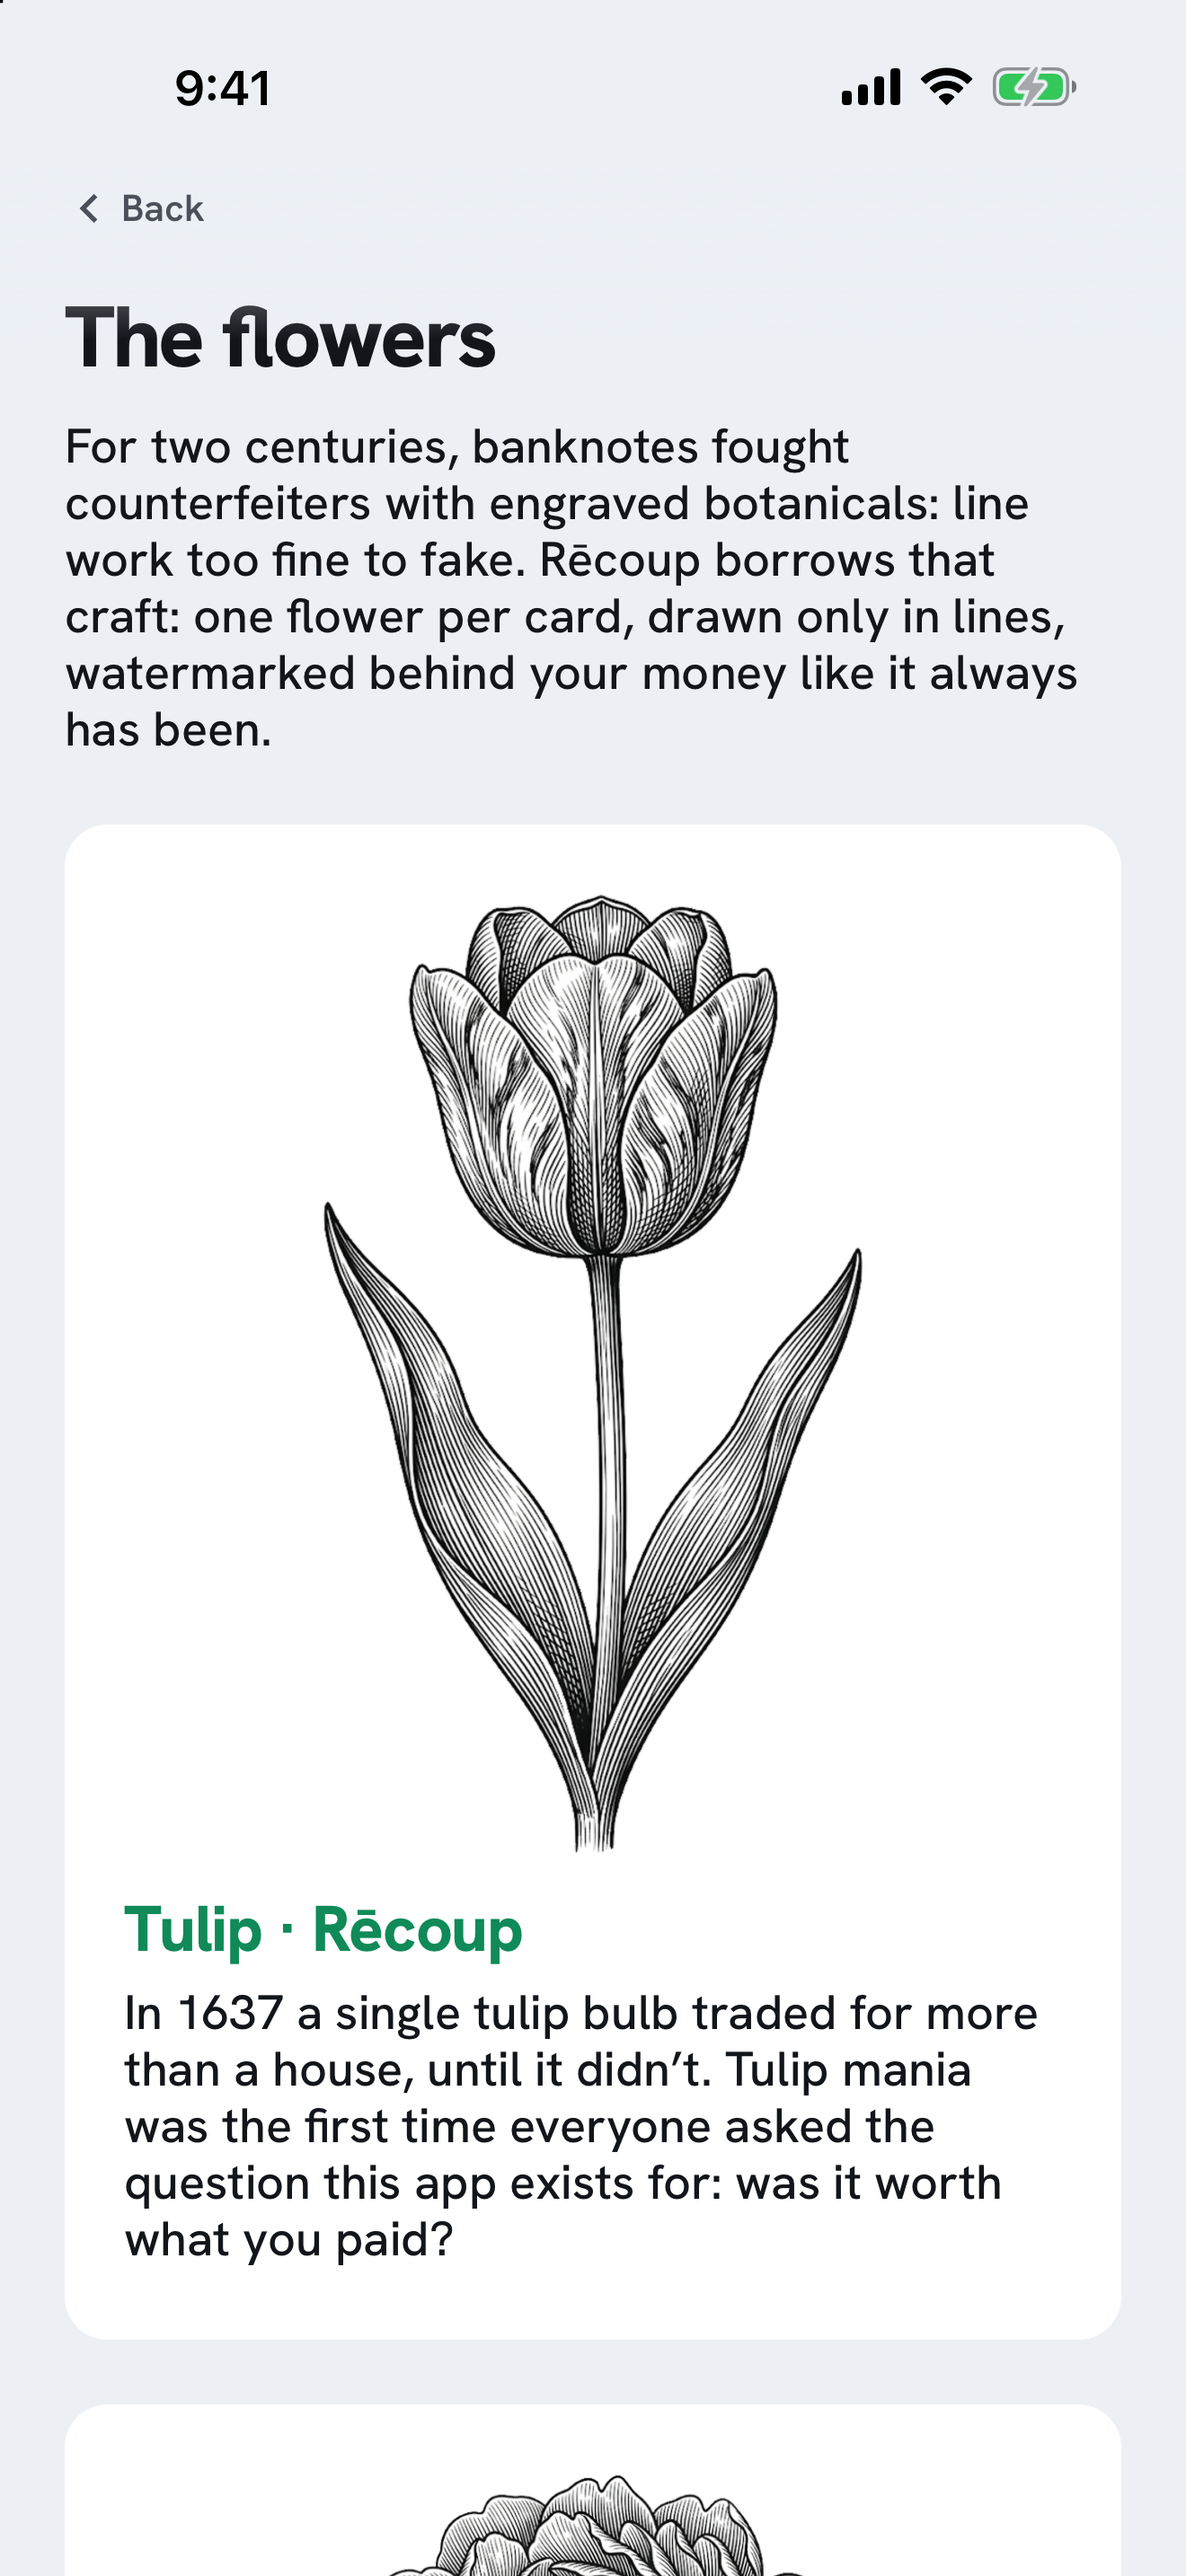 9:41
Back
The flowers
For two centuries, banknotes fought
counterfeiters with engraved botanicals: line
work too fine to fake. Rēcoup borrows that
craft: one flower per card, drawn only in lines,
watermarked behind your money like it always
has been.
Tulip · Rēcoup
In 1637 a single tulip bulb traded for more
than a house, until it didn’t. Tulip mania
was the first time everyone asked the
question this app exists for: was it worth
what you paid?